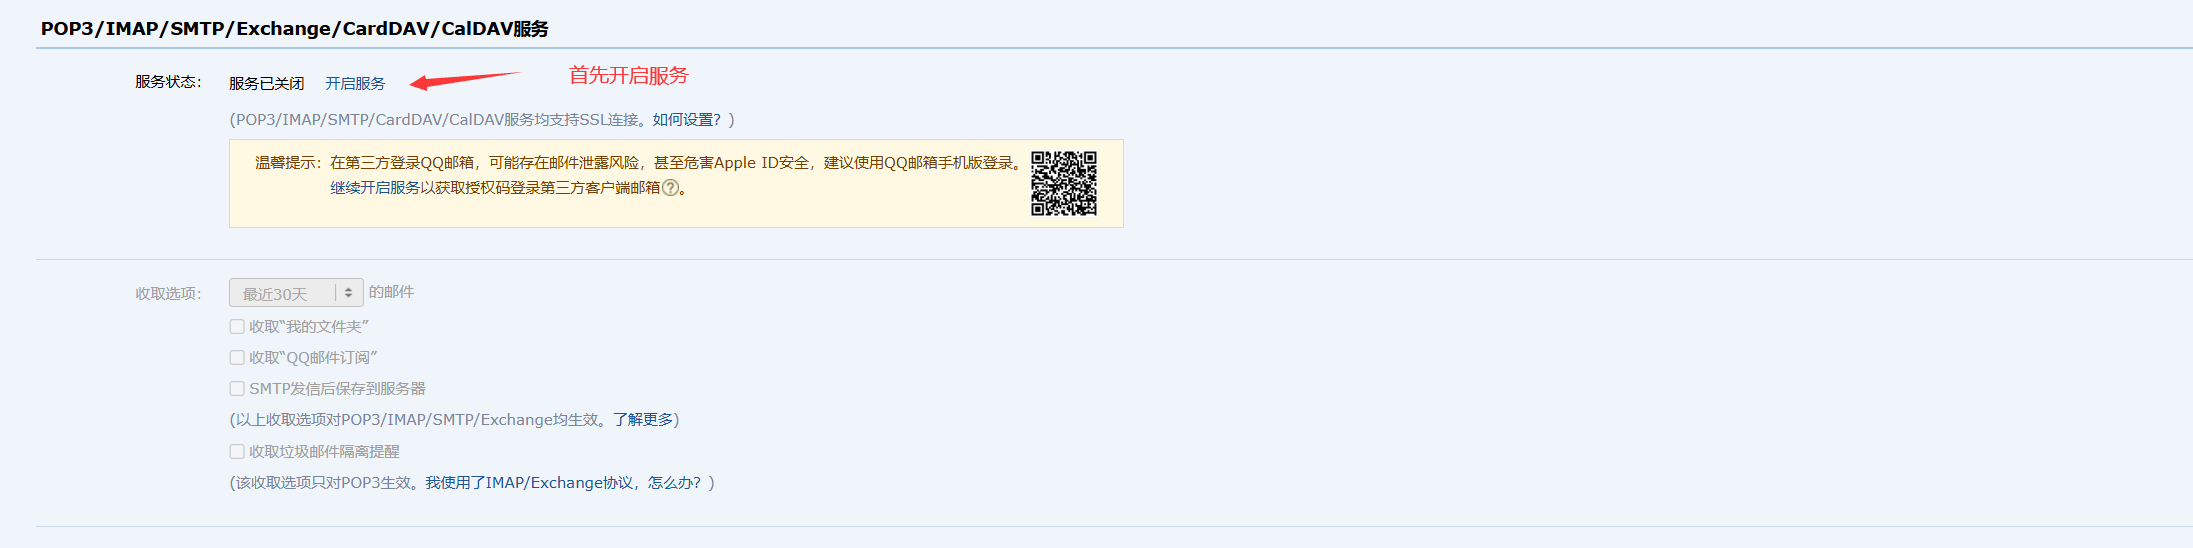 POP3/IMAP/SMTP/Exchange/CardDAV/CalDAV服务
服务状态： 服务已关闭 开启服务 首先开启服务
(POP3/IMAP/SMTP/CardDAV/CalDAV服务均支持SSL连接。如何设置？)
温馨提示：在第三方登录QQ邮箱，可能存在邮件泄露风险，甚至危害Apple ID安全，建议使用QQ邮箱手机版登录。
继续开启服务以获取授权码登录第三方客户端邮箱?。
收取选项： 最近30天 的邮件
收取“我的文件夹”
收取“QQ邮件订阅”
SMTP发信后保存到服务器
(以上收取选项对POP3/IMAP/SMTP/Exchange均生效。了解更多)
收取垃圾邮件隔离提醒
(该收取选项只对POP3生效。我使用了IMAP/Exchange协议，怎么办？)